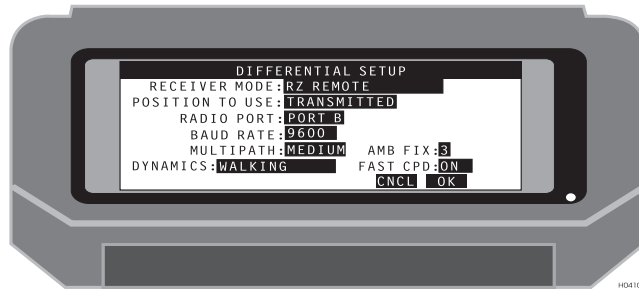 DIFFERENTIAL SETUP
RECEIVER MODE:RZ REMOTE
POSITION TO USE:TRANSMITTED
RADIO PORT:PORT B
BAUD RATE:9600
MULTIPATH:MEDIUM AMB FIX:3
DYNAMICS:WALKING FAST CPD:ON
CNCL OK